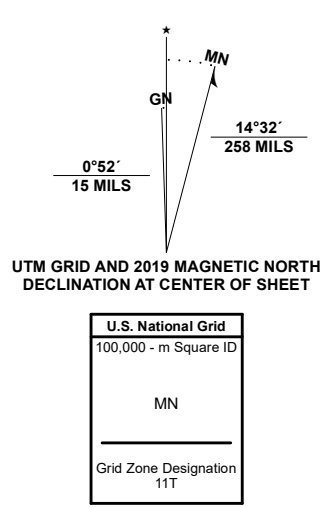 ★
MN
GN
14°32´
258 MILS
0°52´
15 MILS
UTM GRID AND 2019 MAGNETIC NORTH
DECLINATION AT CENTER OF SHEET
U.S. National Grid
100,000 - m Square ID
MN
Grid Zone Designation
11T